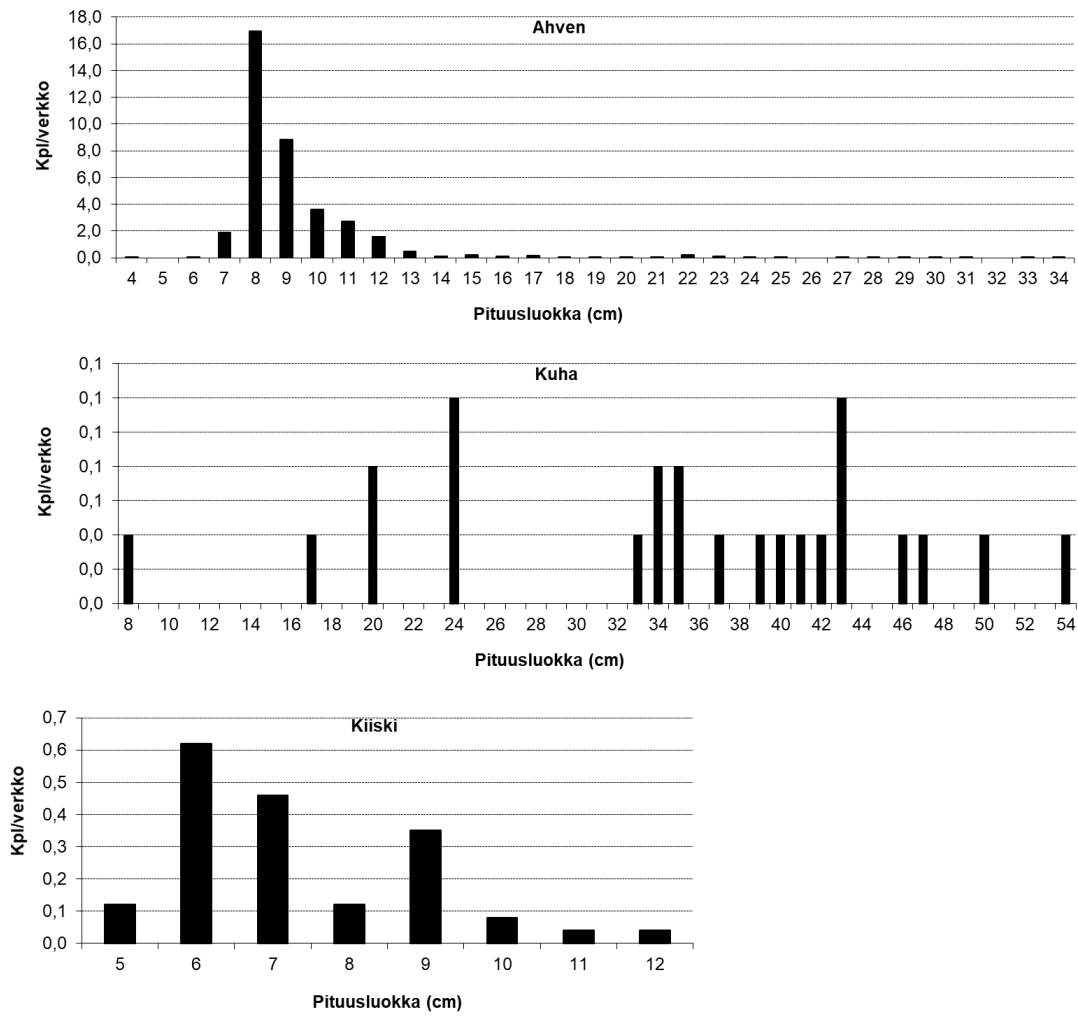 Ahven
Kpl/verkko
18,0
16,0
14,0
12,0
10,0
8,0
6,0
4,0
2,0
0,0
4 5 6 7 8 9 10 11 12 13 14 15 16 17 18 19 20 21 22 23 24 25 26 27 28 29 30 31 32 33 34
Pituusluokka (cm)
Kuha
Kpl/verkko
0,1
0,1
0,1
0,1
0,1
0,0
0,0
0,0
8 10 12 14 16 18 20 22 24 26 28 30 32 34 36 38 40 42 44 46 48 50 52 54
Pituusluokka (cm)
Kiiski
Kpl/verkko
0,7
0,6
0,5
0,4
0,3
0,2
0,1
0,0
5 6 7 8 9 10 11 12
Pituusluokka (cm)